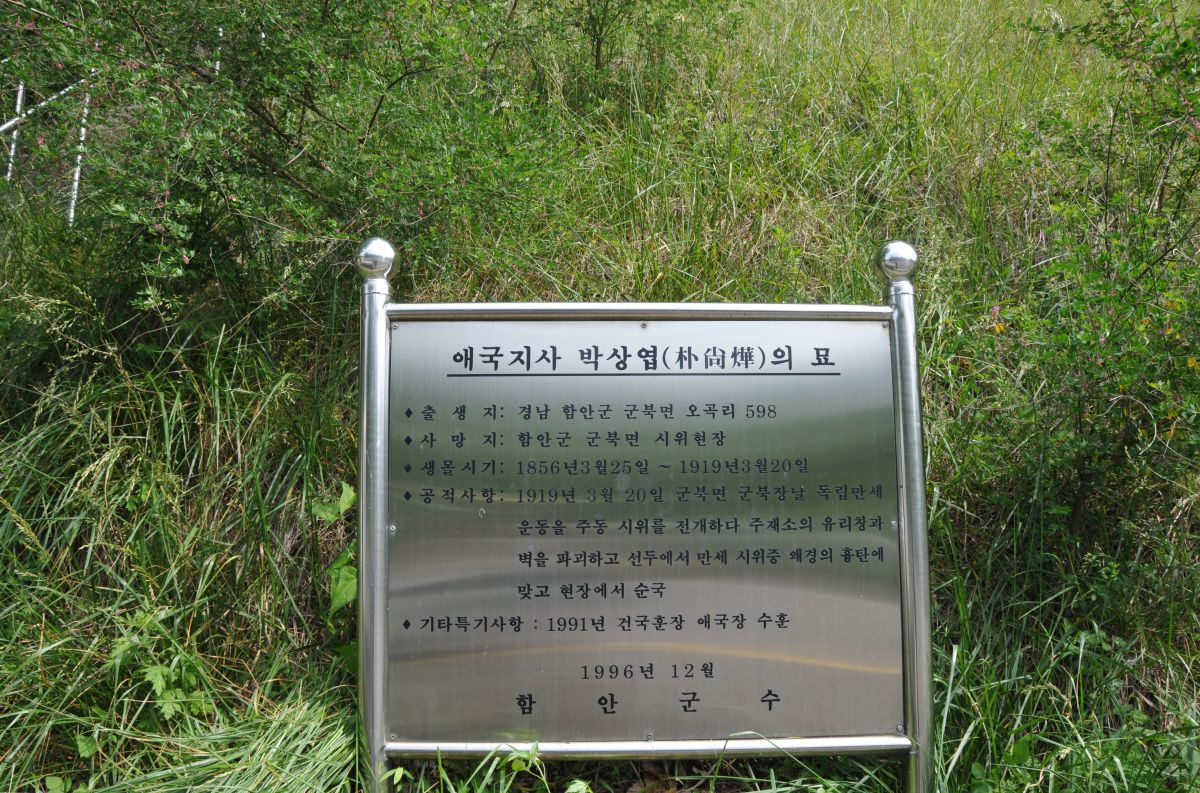 애국지사 박상엽(朴尙燁)의 묘
♦ 출 생 지: 경남 함안군 군북면 오곡리 598
♦ 사 망 지: 함안군 군북면 시위현장
♦ 생몰시기: 1856년3월25일 ~ 1919년3월20일
♦ 공적사항: 1919년 3월 20일 군북면 군북장날 독립만세
운동을 주동 시위를 전개하다 주재소의 유리창과
벽을 파괴하고 선두에서 만세 시위중 왜경의 흉탄에
맞고 현장에서 순국
♦ 기타특기사항 : 1991년 건국훈장 애국장 수훈
1996년 12월
함 안 군 수